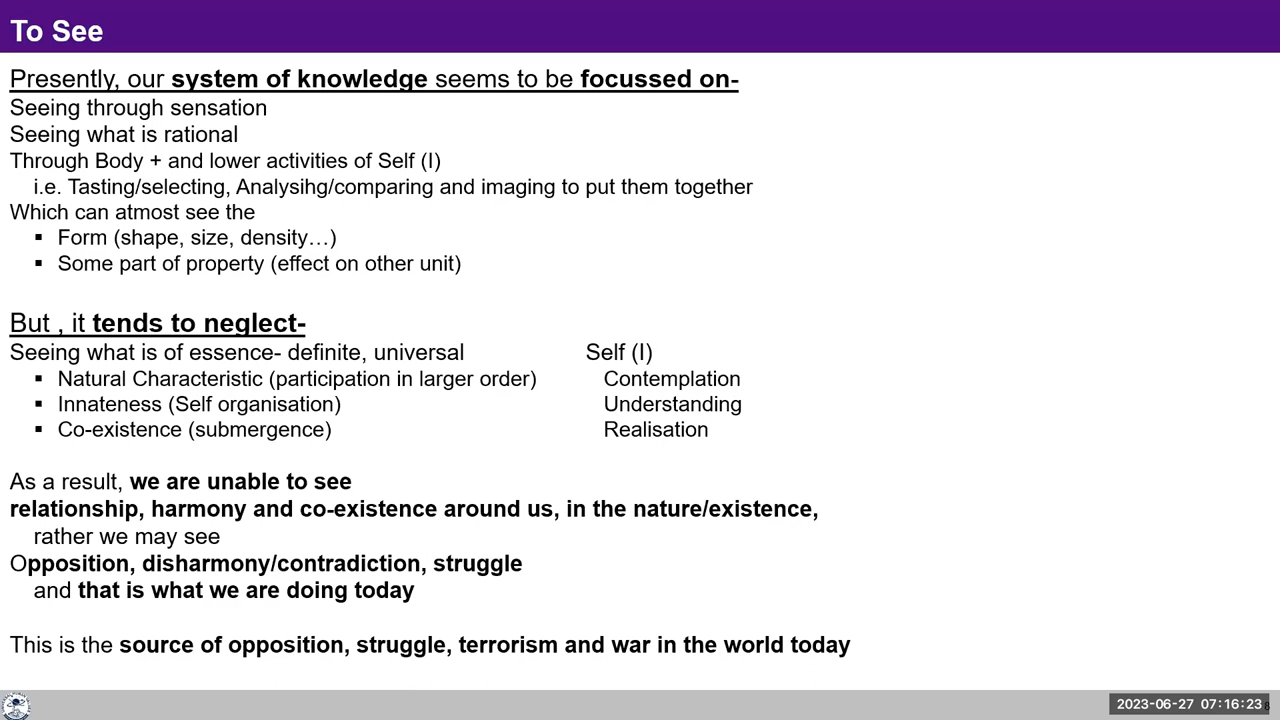 To See
Presently, our system of knowledge seems to be focussed on-
Seeing through sensation
Seeing what is rational
Through Body + and lower activities of Self (I)
i.e. Tasting/selecting, Analysihg/comparing and imaging to put them together
Which can atmost see the
▪ Form (shape, size, density…)
▪ Some part of property (effect on other unit)
But , it tends to neglect-
Seeing what is of essence- definite, universal Self (I)
▪ Natural Characteristic (participation in larger order) Contemplation
▪ Innateness (Self organisation) Understanding
▪ Co-existence (submergence) Realisation
As a result, we are unable to see
relationship, harmony and co-existence around us, in the nature/existence,
rather we may see
Opposition, disharmony/contradiction, struggle
and that is what we are doing today
This is the source of opposition, struggle, terrorism and war in the world today
2023-06-27 07:16:23
8